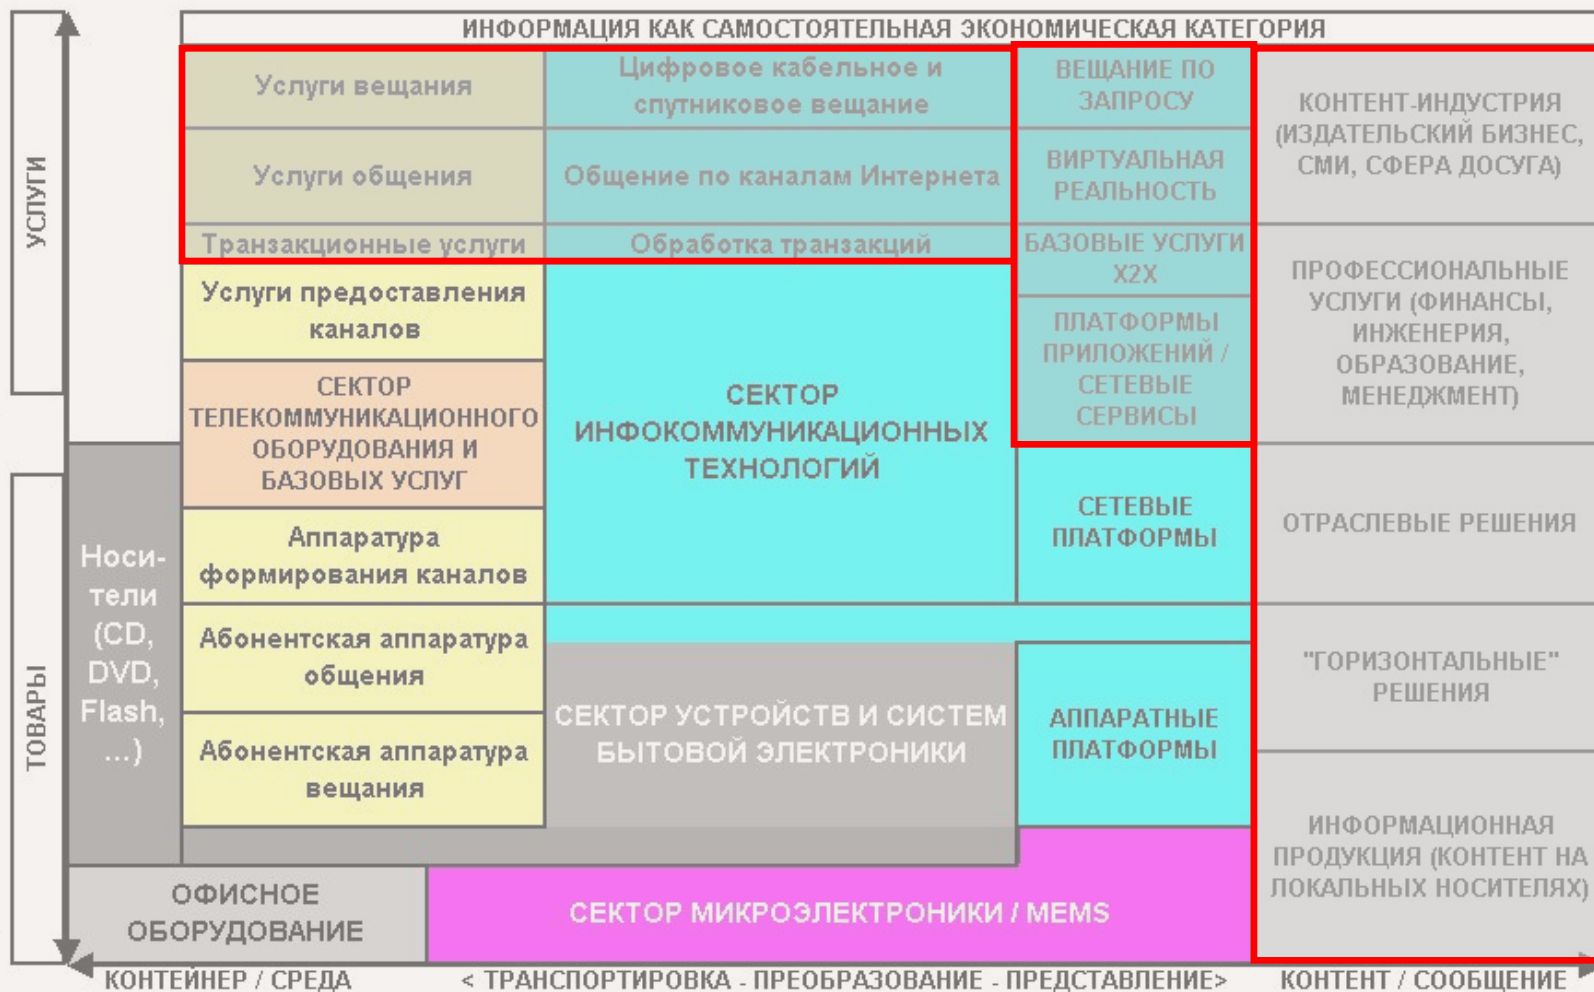 ИНФОРМАЦИЯ КАК САМОСТОЯТЕЛЬНАЯ ЭКОНОМИЧЕСКАЯ КАТЕГОРИЯ
УСЛУГИ
ТОВАРЫ
Носи-
тели
(CD,
DVD,
Flash,
...)
Услуги вещания
Услуги общения
Транзакционные услуги
Услуги предоставления
каналов
СЕКТОР
ТЕЛЕКОММУНИКАЦИОННОГО
ОБОРУДОВАНИЯ И
БАЗОВЫХ УСЛУГ
Аппаратура
формирования каналов
Абонентская аппаратура
общения
Абонентская аппаратура
вещания
Цифровое кабельное и
спутниковое вещание
Общение по каналам Интернета
Обработка транзакций
СЕКТОР
ИНФОКОММУНИКАЦИОННЫХ
ТЕХНОЛОГИЙ
СЕКТОР УСТРОЙСТВ И СИСТЕМ
БЫТОВОЙ ЭЛЕКТРОНИКИ
ВЕЩАНИЕ ПО
ЗАПРОСУ
ВИРТУАЛЬНАЯ
РЕАЛЬНОСТЬ
БАЗОВЫЕ УСЛУГИ
X2X
ПЛАТФОРМЫ
ПРИЛОЖЕНИЙ /
СЕТЕВЫЕ
СЕРВИСЫ
СЕТЕВЫЕ
ПЛАТФОРМЫ
АППАРАТНЫЕ
ПЛАТФОРМЫ
КОНТЕНТ-ИНДУСТРИЯ
(ИЗДАТЕЛЬСКИЙ БИЗНЕС,
СМИ, СФЕРА ДОСУГА)
ПРОФЕССИОНАЛЬНЫЕ
УСЛУГИ (ФИНАНСЫ,
ИНЖЕНЕРИЯ,
ОБРАЗОВАНИЕ,
МЕНЕДЖМЕНТ)
ОТРАСЛЕВЫЕ РЕШЕНИЯ
"ГОРИЗОНТАЛЬНЫЕ"
РЕШЕНИЯ
ИНФОРМАЦИОННАЯ
ПРОДУКЦИЯ (КОНТЕНТ НА
ЛОКАЛЬНЫХ НОСИТЕЛЯХ)
ОФИСНОЕ
ОБОРУДОВАНИЕ
СЕКТОР МИКРОЭЛЕКТРОНИКИ / MEMS
КОНТЕЙНЕР / СРЕДА
< ТРАНСПОРТИРОВКА - ПРЕОБРАЗОВАНИЕ - ПРЕДСТАВЛЕНИЕ>
КОНТЕНТ / СООБЩЕНИЕ